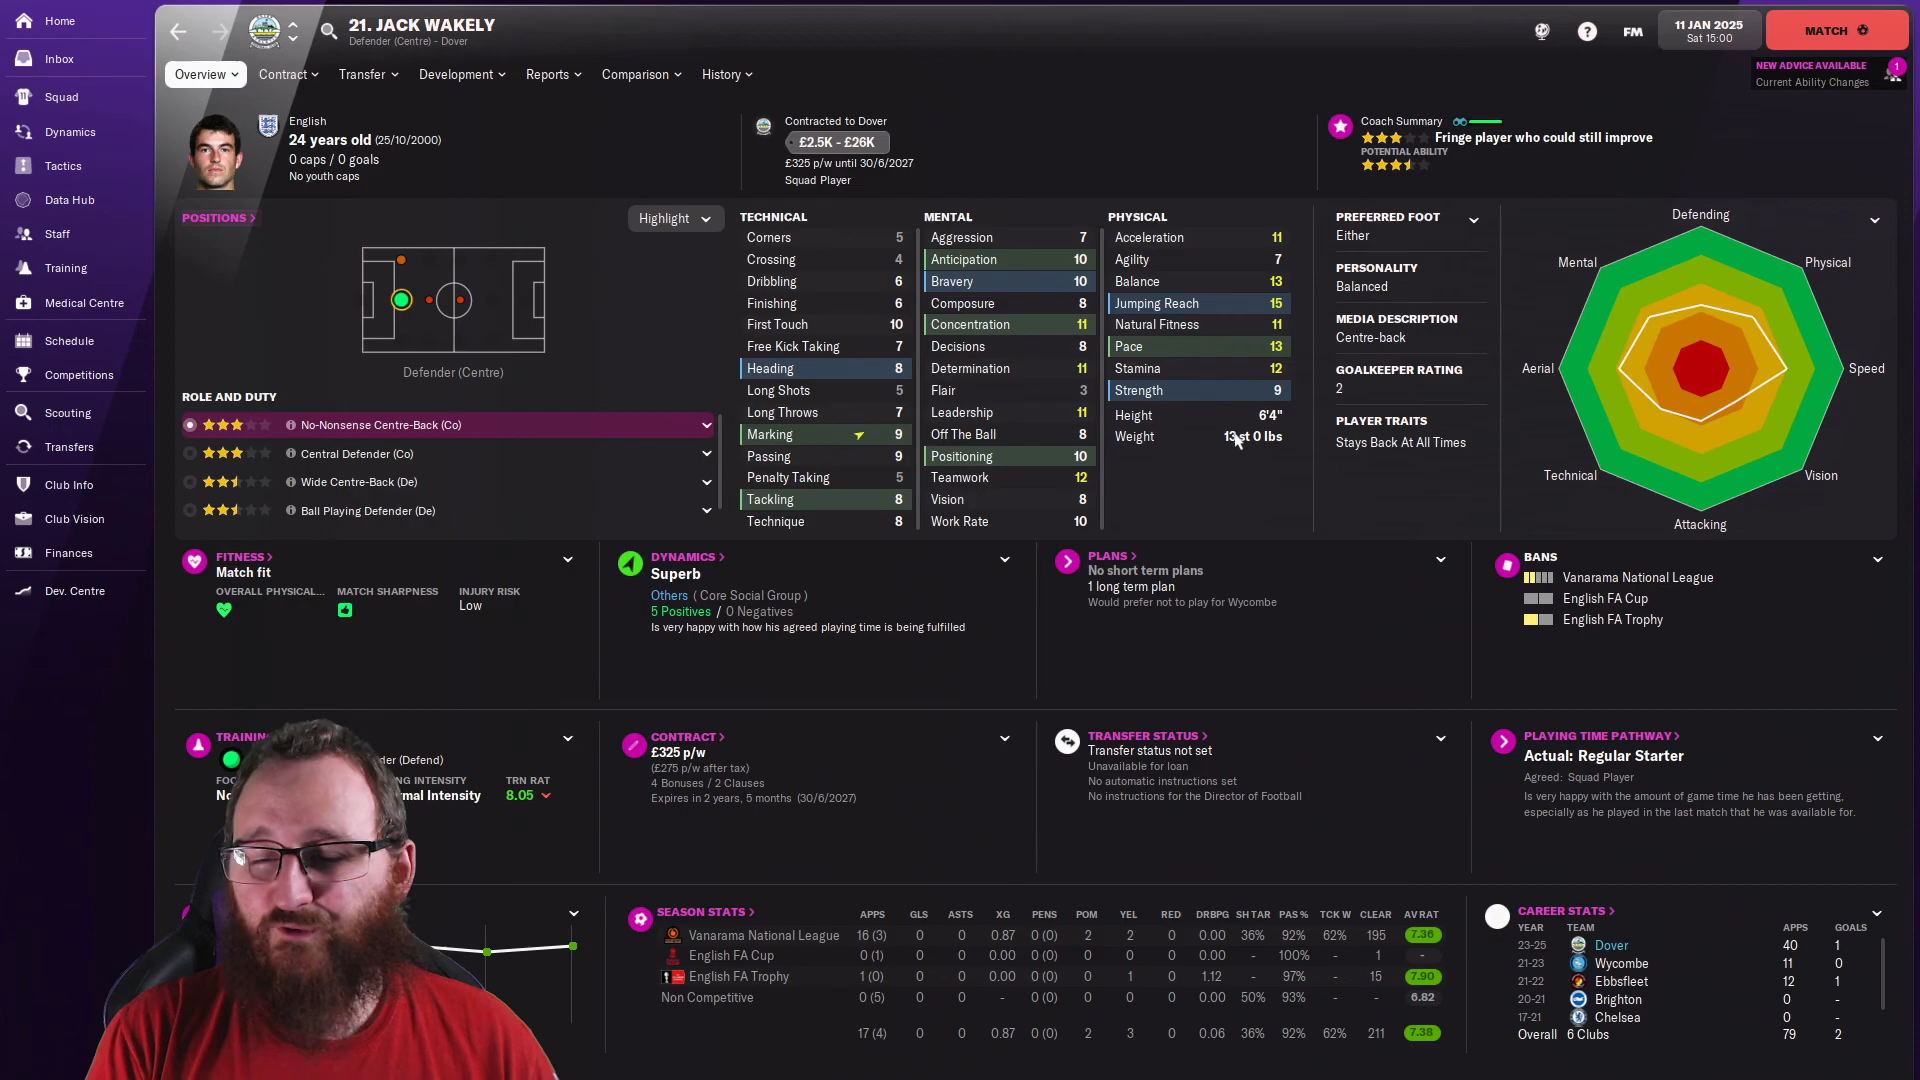 Home
Inbox
Squad
Dynamics
Tactics
Data Hub
Staff
Training
Medical Centre
Schedule
Competitions
Scouting
Transfers
Club Info
Club Vision
Finances
Dev. Centre
21. JACK WAKELY
Defender (Centre) - Dover
FM
11 JAN 2025
Sat 15:00
MATCH
Overview
Contract
Transfer
Development
Reports
Comparison
History
NEW ADVICE AVAILABLE
Current Ability Changes
1
English
24 years old (25/10/2000)
0 caps / 0 goals
No youth caps
Contracted to Dover
£2.5K - £26K
£325 p/w until 30/6/2027
Squad Player
Coach Summary
Fringe player who could still improve
POTENTIAL ABILITY
POSITIONS >
Highlight
Defender (Centre)
ROLE AND DUTY
No-Nonsense Centre-Back (Co)
Central Defender (Co)
Wide Centre-Back (De)
Ball Playing Defender (De)
TECHNICAL
Corners 5
Crossing 4
Dribbling 6
Finishing 6
First Touch 10
Free Kick Taking 7
Heading 8
Long Shots 5
Long Throws 7
Marking 9
Passing 9
Penalty Taking 5
Tackling 8
Technique 8
MENTAL
Aggression 7
Anticipation 10
Bravery 10
Composure 8
Concentration 11
Decisions 8
Determination 11
Flair 3
Leadership 11
Off The Ball 8
Positioning 10
Teamwork 12
Vision 8
Work Rate 10
PHYSICAL
Acceleration 11
Agility 7
Balance 13
Jumping Reach 15
Natural Fitness 11
Pace 13
Stamina 12
Strength 9
Height 6'4"
Weight 13 st 0 lbs
PREFERRED FOOT
Either
PERSONALITY
Balanced
MEDIA DESCRIPTION
Centre-back
GOALKEEPER RATING
2
PLAYER TRAITS
Stays Back At All Times
Defending
Physical
Speed
Vision
Attacking
Technical
Aerial
Mental
FITNESS >
Match fit
OVERALL PHYSICAL...
MATCH SHARPNESS
INJURY RISK
Low
DYNAMICS >
Superb
Others ( Core Social Group )
5 Positives / 0 Negatives
Is very happy with how his agreed playing time is being fulfilled
PLANS >
No short term plans
1 long term plan
Would prefer not to play for Wycombe
BANS
Vanarama National League
English FA Cup
English FA Trophy
TRNG RAT
8.05
CONTRACT >
£325 p/w
(£275 p/w after tax)
4 Bonuses / 2 Clauses
Expires in 2 years, 5 months (30/6/2027)
TRANSFER STATUS >
Transfer status not set
Unavailable for loan
No automatic instructions set
No instructions for the Director of Football
PLAYING TIME PATHWAY >
Actual: Regular Starter
Agreed: Squad Player
Is very happy with the amount of game time he has been getting,
especially as he played in the last match that he was available for.
SEASON STATS > APPS GLS ASTS XG PENS POM YEL RED DRBPG SH TAR PAS % TCK W CLEAR AV RAT
Vanarama National League 16 (3) 0 0 0.87 0 (0) 2 2 0 0.00 36% 92% 62% 195 7.36
English FA Cup 0 (1) 0 0 0.00 0 (0) 0 0 0 0.00 - 100% - 1 -
English FA Trophy 1 (0) 0 0 0.00 0 (0) 0 1 0 1.12 - 97% - 15 7.90
Non Competitive 0 (5) 0 0 - 0 (0) 0 0 0 0.00 50% 93% - - 6.82
17 (4) 0 0 0.87 0 (0) 2 3 0 0.06 36% 92% 62% 211 7.38
CAREER STATS >
YEAR TEAM APPS GOALS
23-25 Dover 40 1
21-23 Wycombe 11 0
21-22 Ebbsfleet 12 1
20-21 Brighton 0 -
17-21 Chelsea 0 -
Overall 6 Clubs 79 2